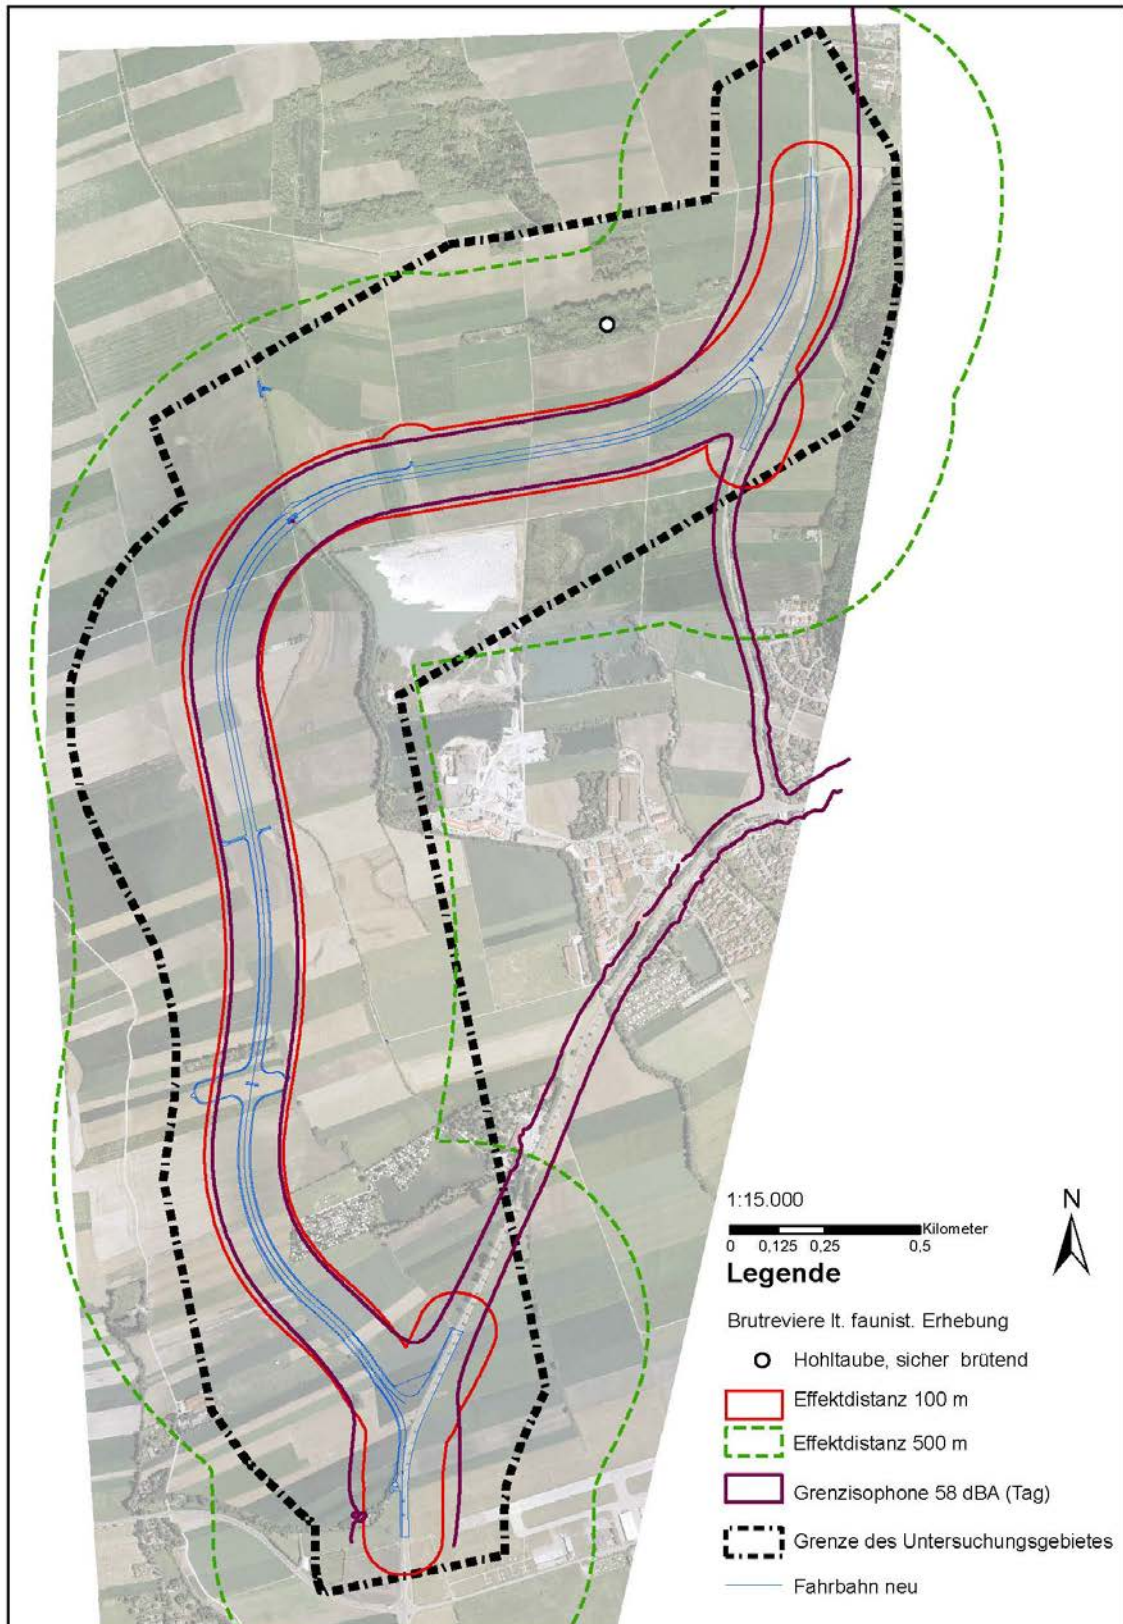 1:15.000
N
Kilometer
0 0,125 0,25 0,5
Legende
Brutreviere lt. faunist. Erhebung
Hohltaube, sicher brütend
Effektdistanz 100 m
Effektdistanz 500 m
Grenzisophone 58 dBA (Tag)
Grenze des Untersuchungsgebietes
Fahrbahn neu